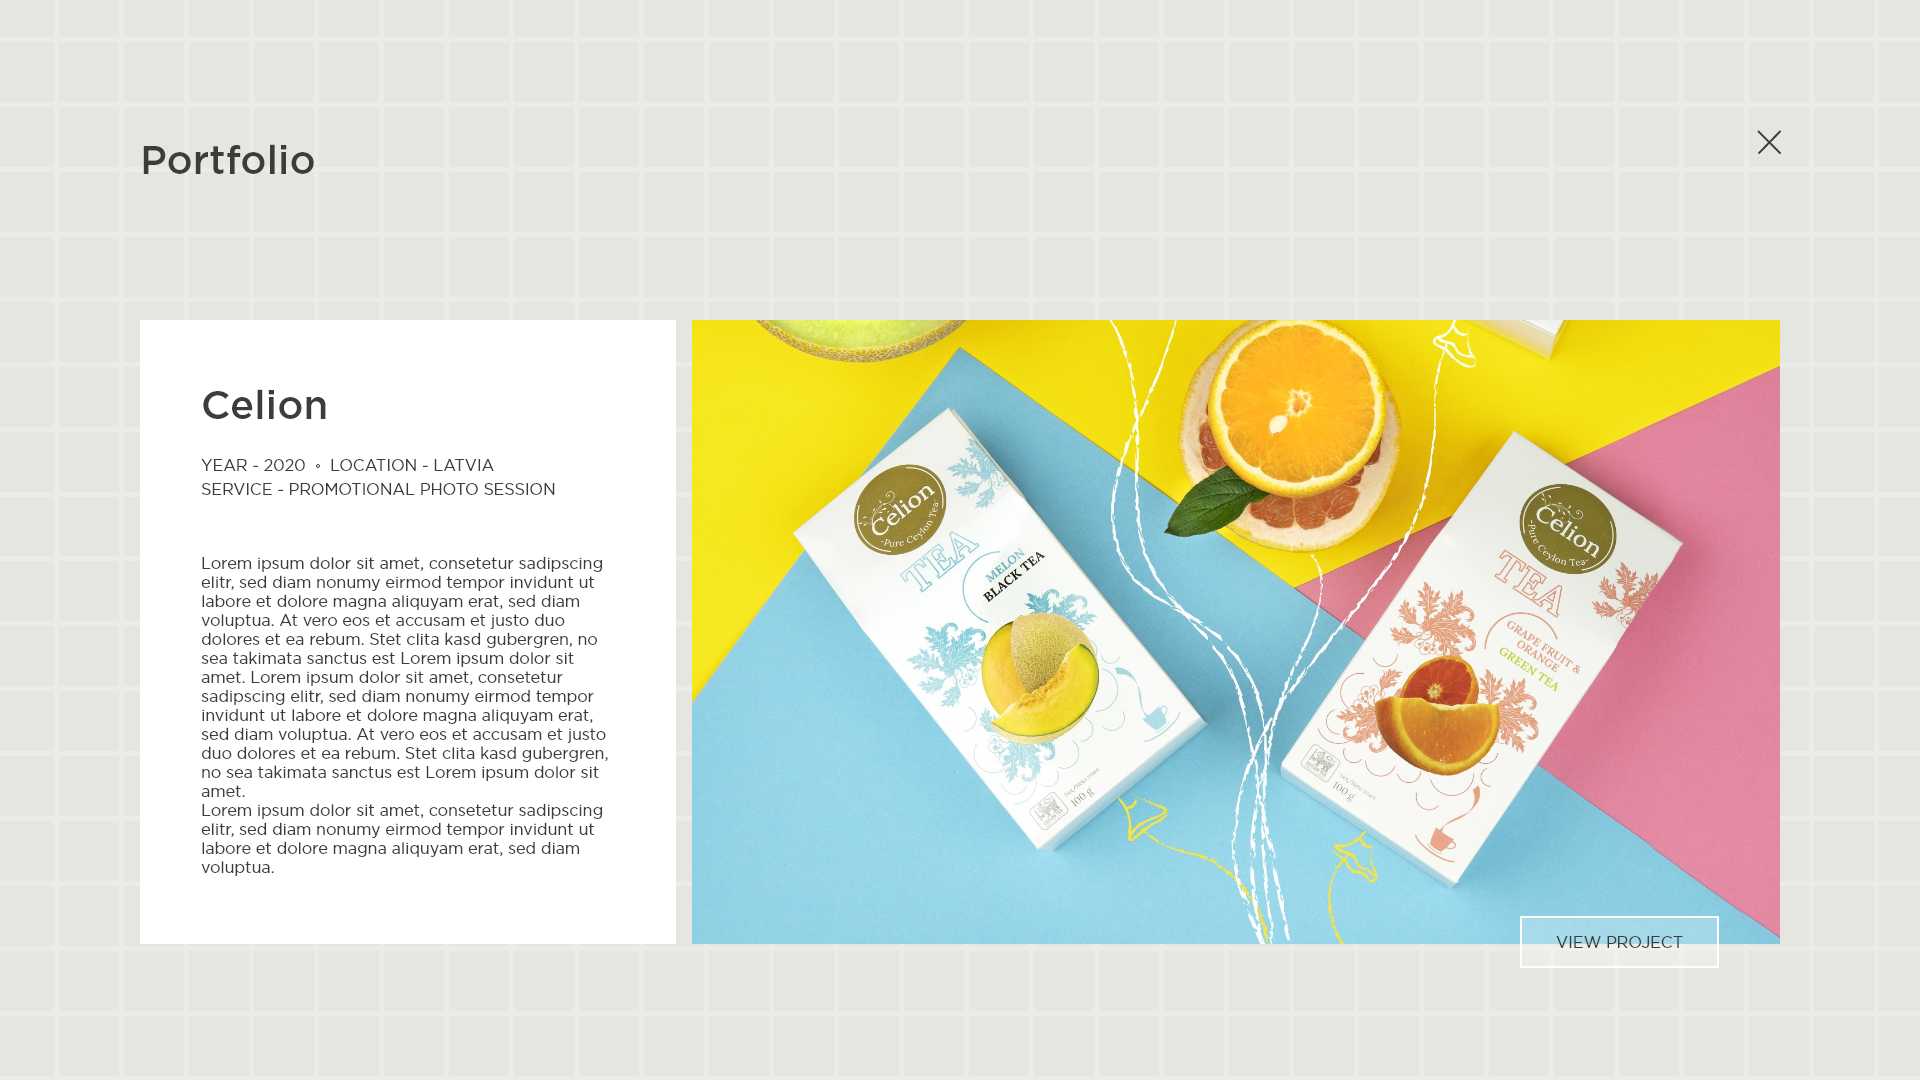 Portfolio
Celion
YEAR - 2020 ∘ LOCATION - LATVIA
SERVICE - PROMOTIONAL PHOTO SESSION
Lorem ipsum dolor sit amet, consetetur sadipscing
elitr, sed diam nonumy eirmod tempor invidunt ut
labore et dolore magna aliquyam erat, sed diam
voluptua. At vero eos et accusam et justo duo
dolores et ea rebum. Stet clita kasd gubergren, no
sea takimata sanctus est Lorem ipsum dolor sit
amet. Lorem ipsum dolor sit amet, consetetur
sadipscing elitr, sed diam nonumy eirmod tempor
invidunt ut labore et dolore magna aliquyam erat,
sed diam voluptua. At vero eos et accusam et justo
duo dolores et ea rebum. Stet clita kasd gubergren,
no sea takimata sanctus est Lorem ipsum dolor sit
amet.
Lorem ipsum dolor sit amet, consetetur sadipscing
elitr, sed diam nonumy eirmod tempor invidunt ut
labore et dolore magna aliquyam erat, sed diam
voluptua.
Celion
-Pure Ceylon Tea-
TEA
MELON
BLACK TEA
100 g
Celion
-Pure Ceylon Tea-
TEA
GRAPE FRUIT &
ORANGE
GREEN TEA
100 g
VIEW PROJECT